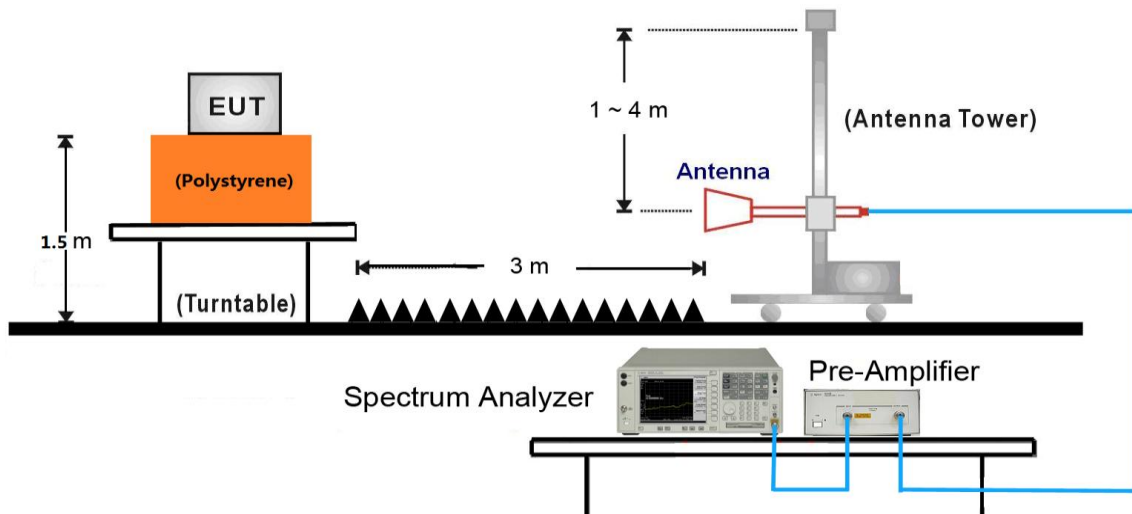 EUT
(Polystyrene)
1.5 m
(Turntable)
3 m
1 ~ 4 m
(Antenna Tower)
Antenna
Spectrum Analyzer
Pre-Amplifier